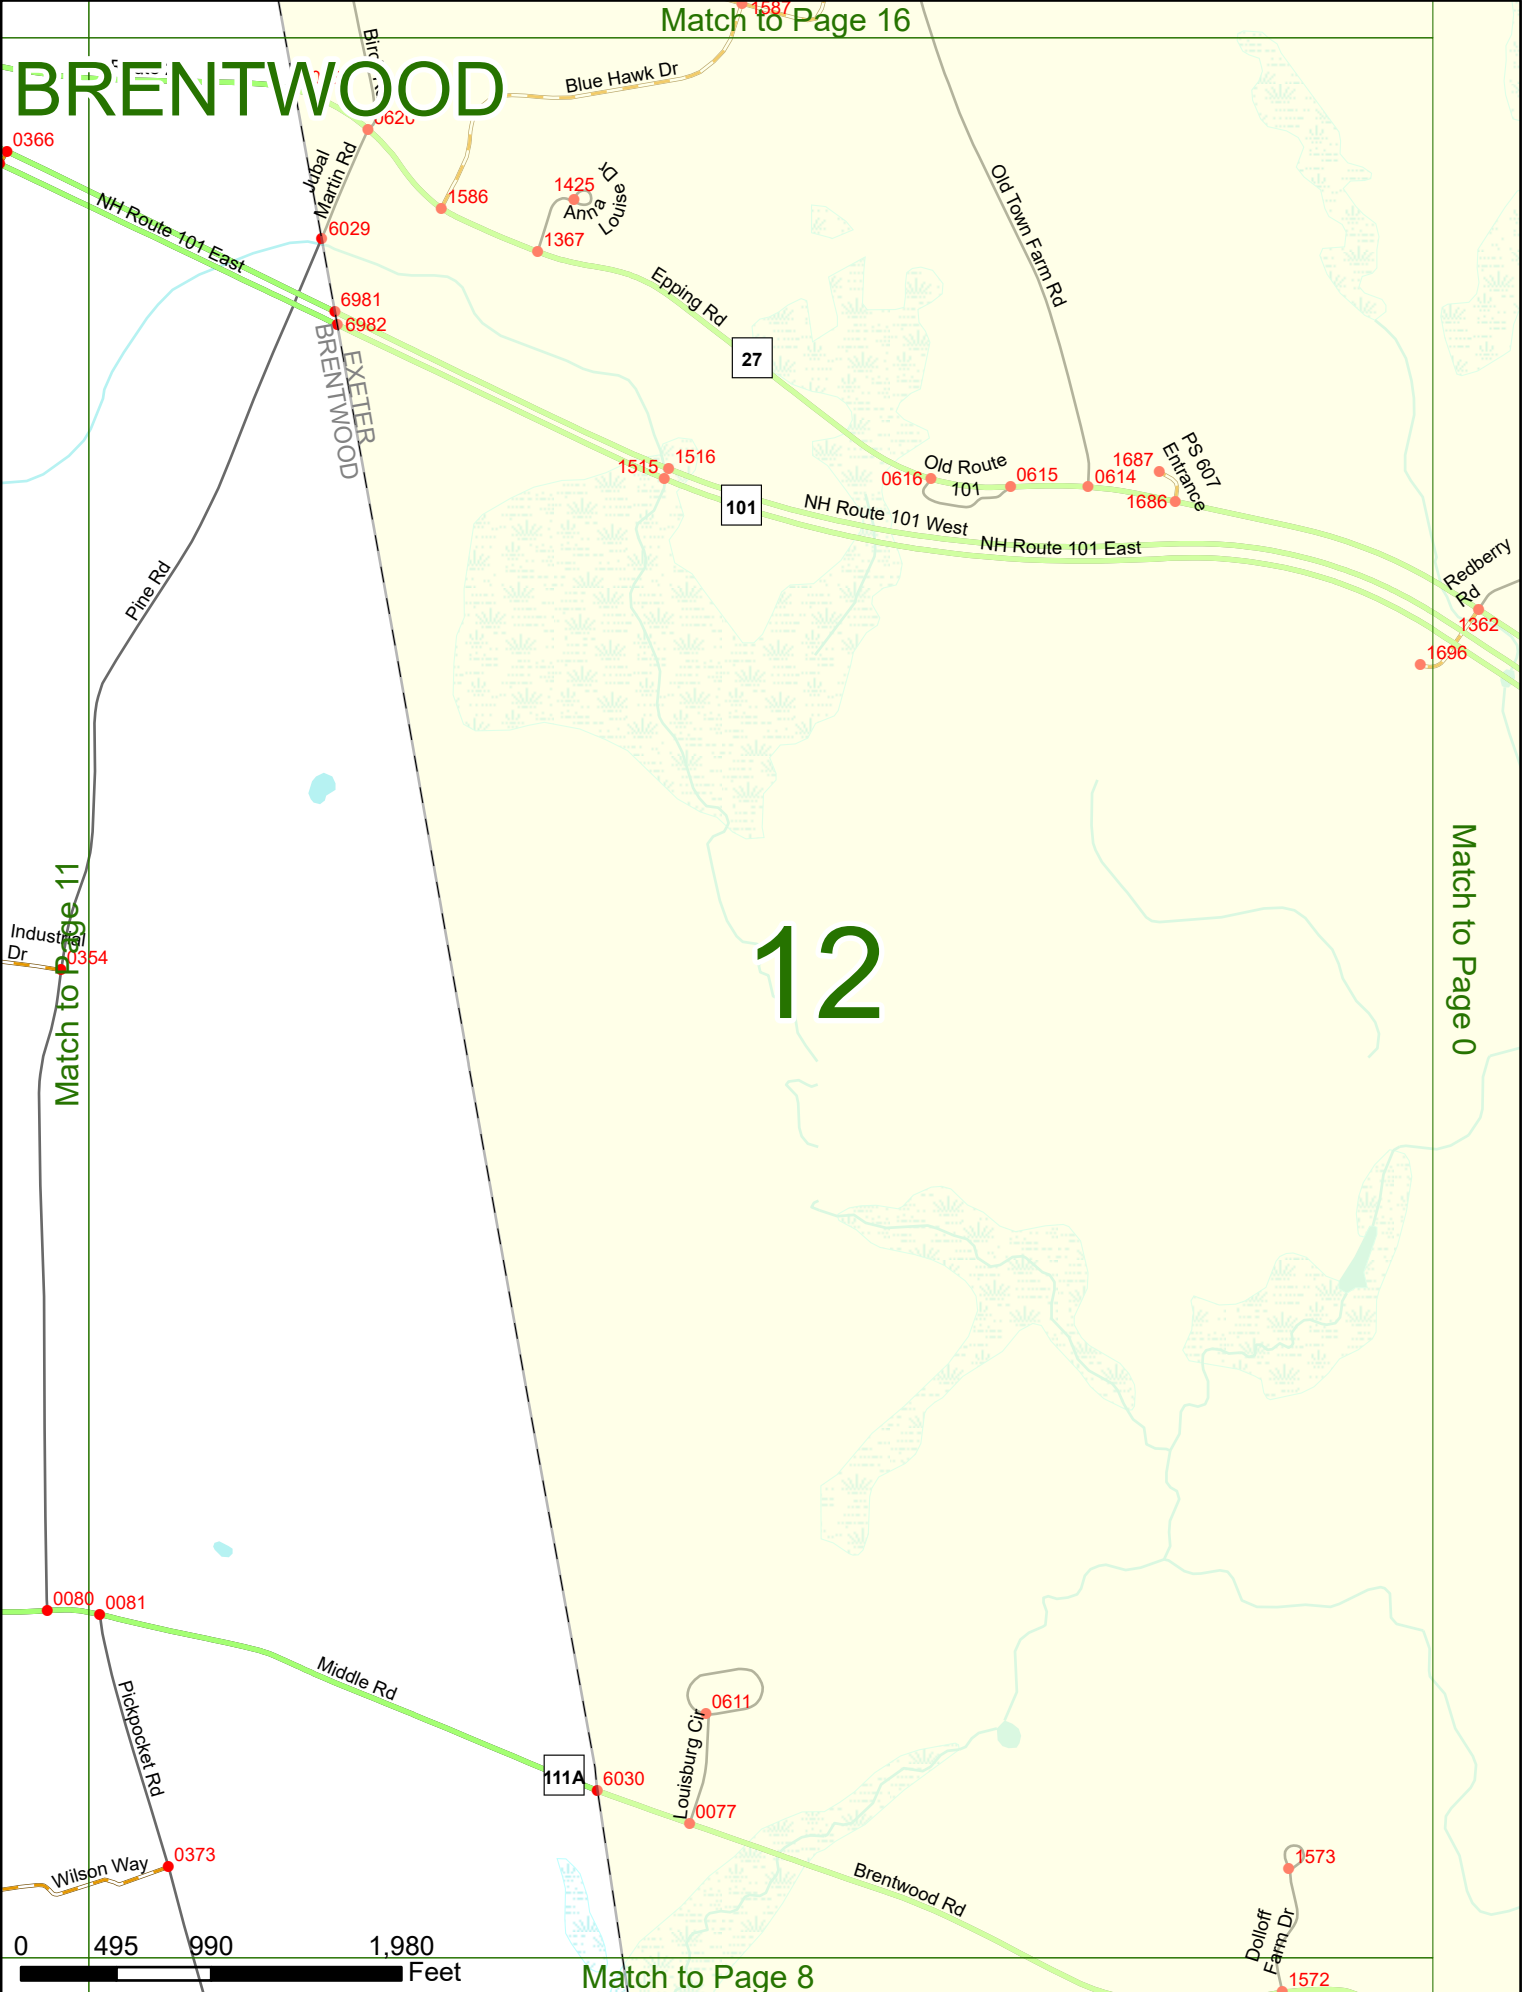 1587
Match to Page 16
BRENTWOOD
Blue Hawk Dr
0620
0366
Jubal
Martin Rd
1586
1425
Anna
Louise Dr
1367
6029
NH Route 101 East
Old Town Farm Rd
Epping Rd
6981
6982
EXETER
BRENTWOOD
27
1515
1516
101
0616
Old Route
101
0615
0614
1687
1686
PS 607
Entrance
NH Route 101 West
NH Route 101 East
Redberry
Rd
1362
1696
Pine Rd
Match to Page 11
Industrial
Dr
0354
12
Match to Page 0
0080
0081
Middle Rd
Pickpocket Rd
111A
6030
0611
Louisburg Cir
0077
0373
Wilson Way
Brentwood Rd
1573
Dolloff
Farm Dr
1572
0
495
990
1,980
Feet
Match to Page 8